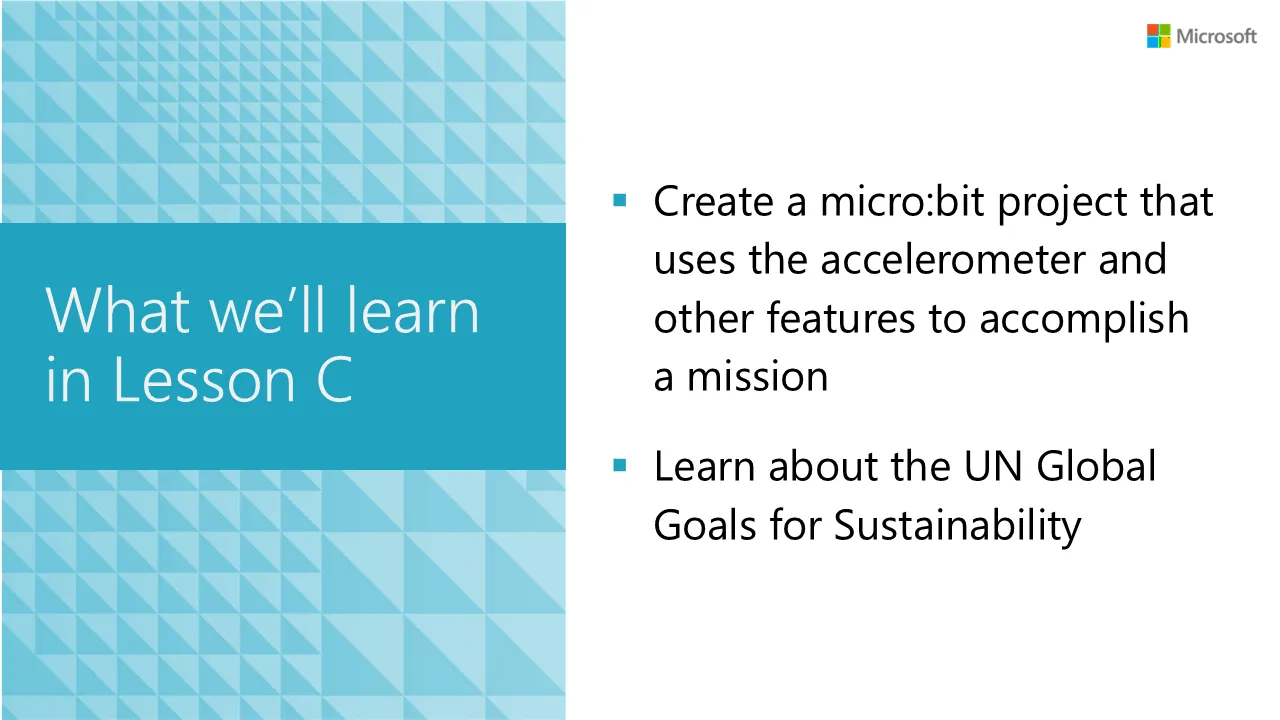 Microsoft
What we’ll learn
in Lesson C
▪ Create a micro:bit project that
uses the accelerometer and
other features to accomplish
a mission
▪ Learn about the UN Global
Goals for Sustainability